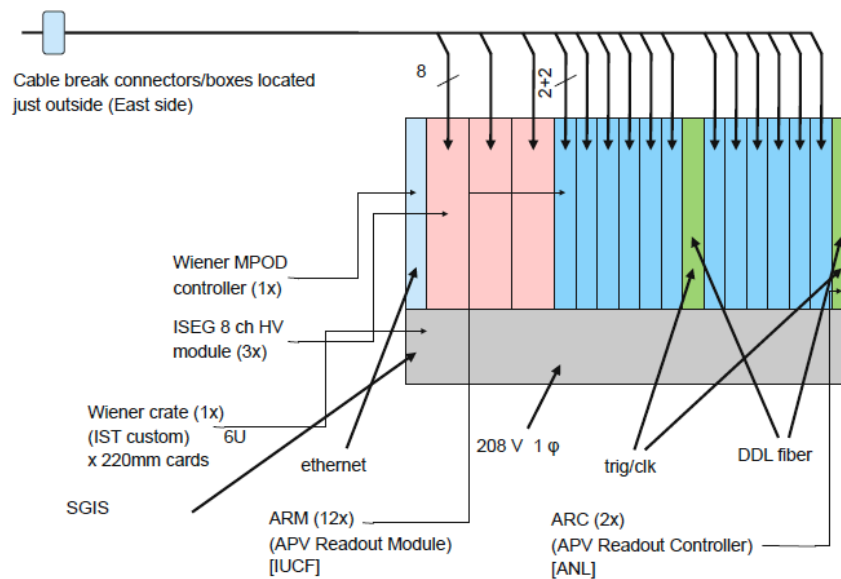 Cable break connectors/boxes located
just outside (East side)
8
2+2
Wiener MPOD
controller (1x)
ISEG 8 ch HV
module (3x)
Wiener crate (1x)
(IST custom)
x 220mm cards
6U
ethernet
208 V 1 φ
trig/clk
DDL fiber
SGIS
ARM (12x)
(APV Readout Module)
[IUCF]
ARC (2x)
(APV Readout Controller)
[ANL]